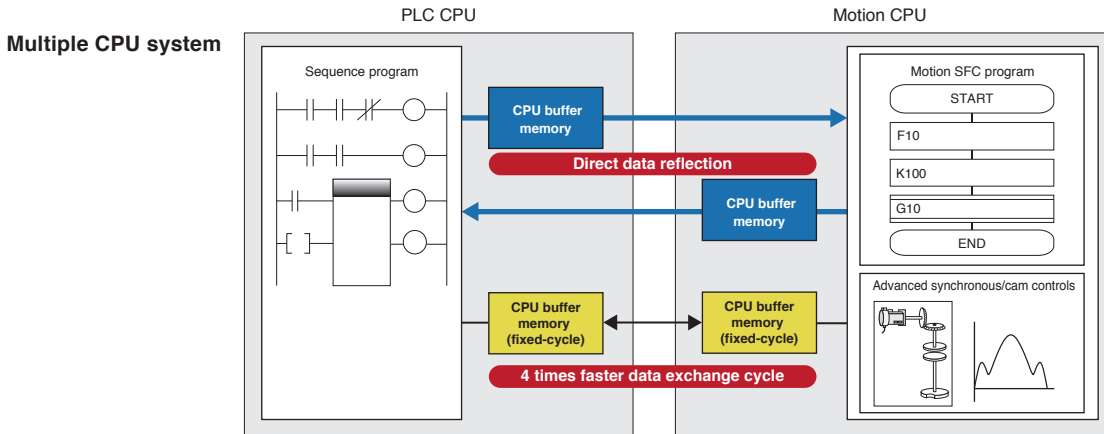 PLC CPU
Motion CPU
Multiple CPU system
Sequence program
CPU buffer
memory
Direct data reflection
CPU buffer
memory
CPU buffer
memory
(fixed-cycle)
CPU buffer
memory
(fixed-cycle)
4 times faster data exchange cycle
Motion SFC program
START
F10
K100
G10
END
Advanced synchronous/cam controls